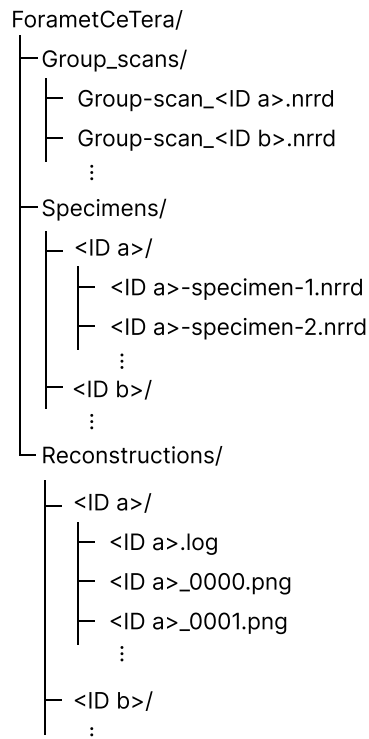 ForametCeTera/
Group_scans/
Group-scan_<ID a>.nrrd
Group-scan_<ID b>.nrrd
⋮
Specimens/
<ID a>/
<ID a>-specimen-1.nrrd
<ID a>-specimen-2.nrrd
⋮
<ID b>/
⋮
Reconstructions/
<ID a>/
<ID a>.log
<ID a>_0000.png
<ID a>_0001.png
⋮
<ID b>/
⋮